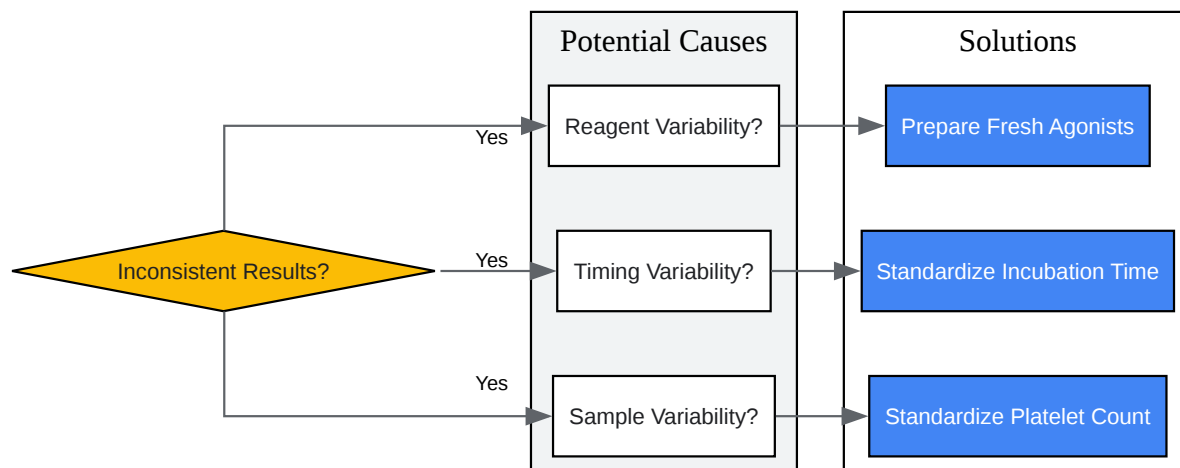 Potential Causes
Solutions
Reagent Variability?
Prepare Fresh Agonists
Yes
Inconsistent Results?
Yes
Timing Variability?
Standardize Incubation Time
Yes
Sample Variability?
Standardize Platelet Count